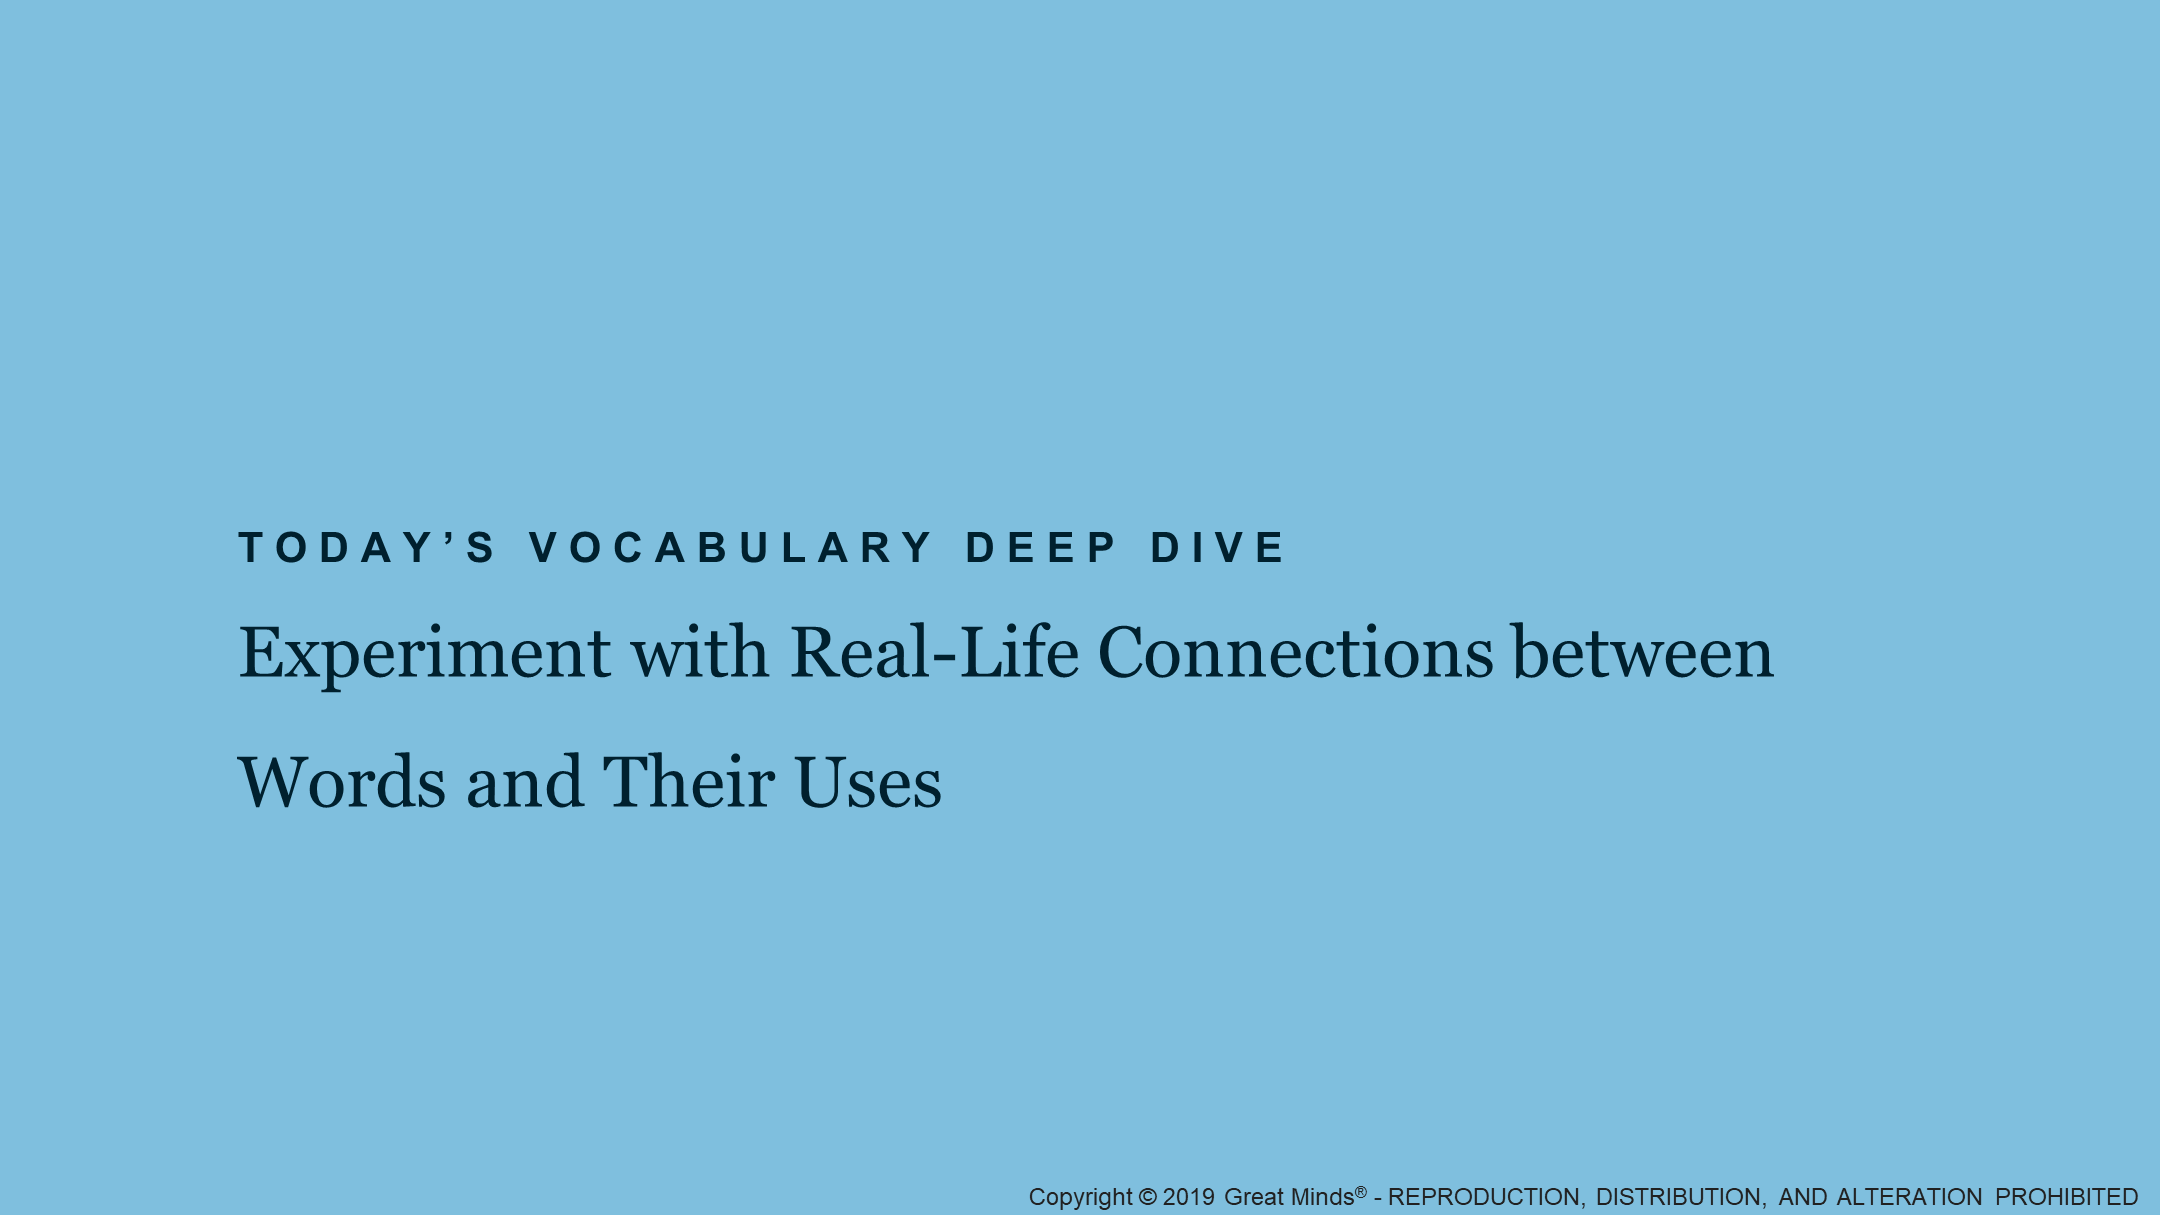 TODAY’S VOCABULARY DEEP DIVE
Experiment with Real-Life Connections between
Words and Their Uses
Copyright © 2019 Great Minds® - REPRODUCTION, DISTRIBUTION, AND ALTERATION PROHIBITED